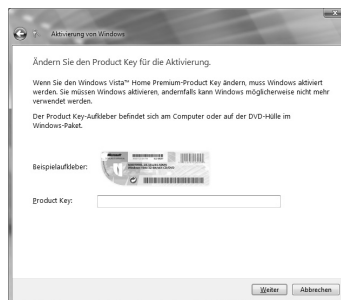 Aktivierung von Windows
Ändern Sie den Product Key für die Aktivierung.
Wenn Sie den Windows Vista™ Home Premium-Product Key ändern, muss Windows aktiviert
werden. Sie müssen Windows aktivieren, andernfalls kann Windows möglicherweise nicht mehr
verwendet werden.
Der Product Key-Aufkleber befindet sich am Computer oder auf der DVD-Hülle im
Windows-Paket.
Beispielaufkleber:
Product Key:
Weiter
Abbrechen